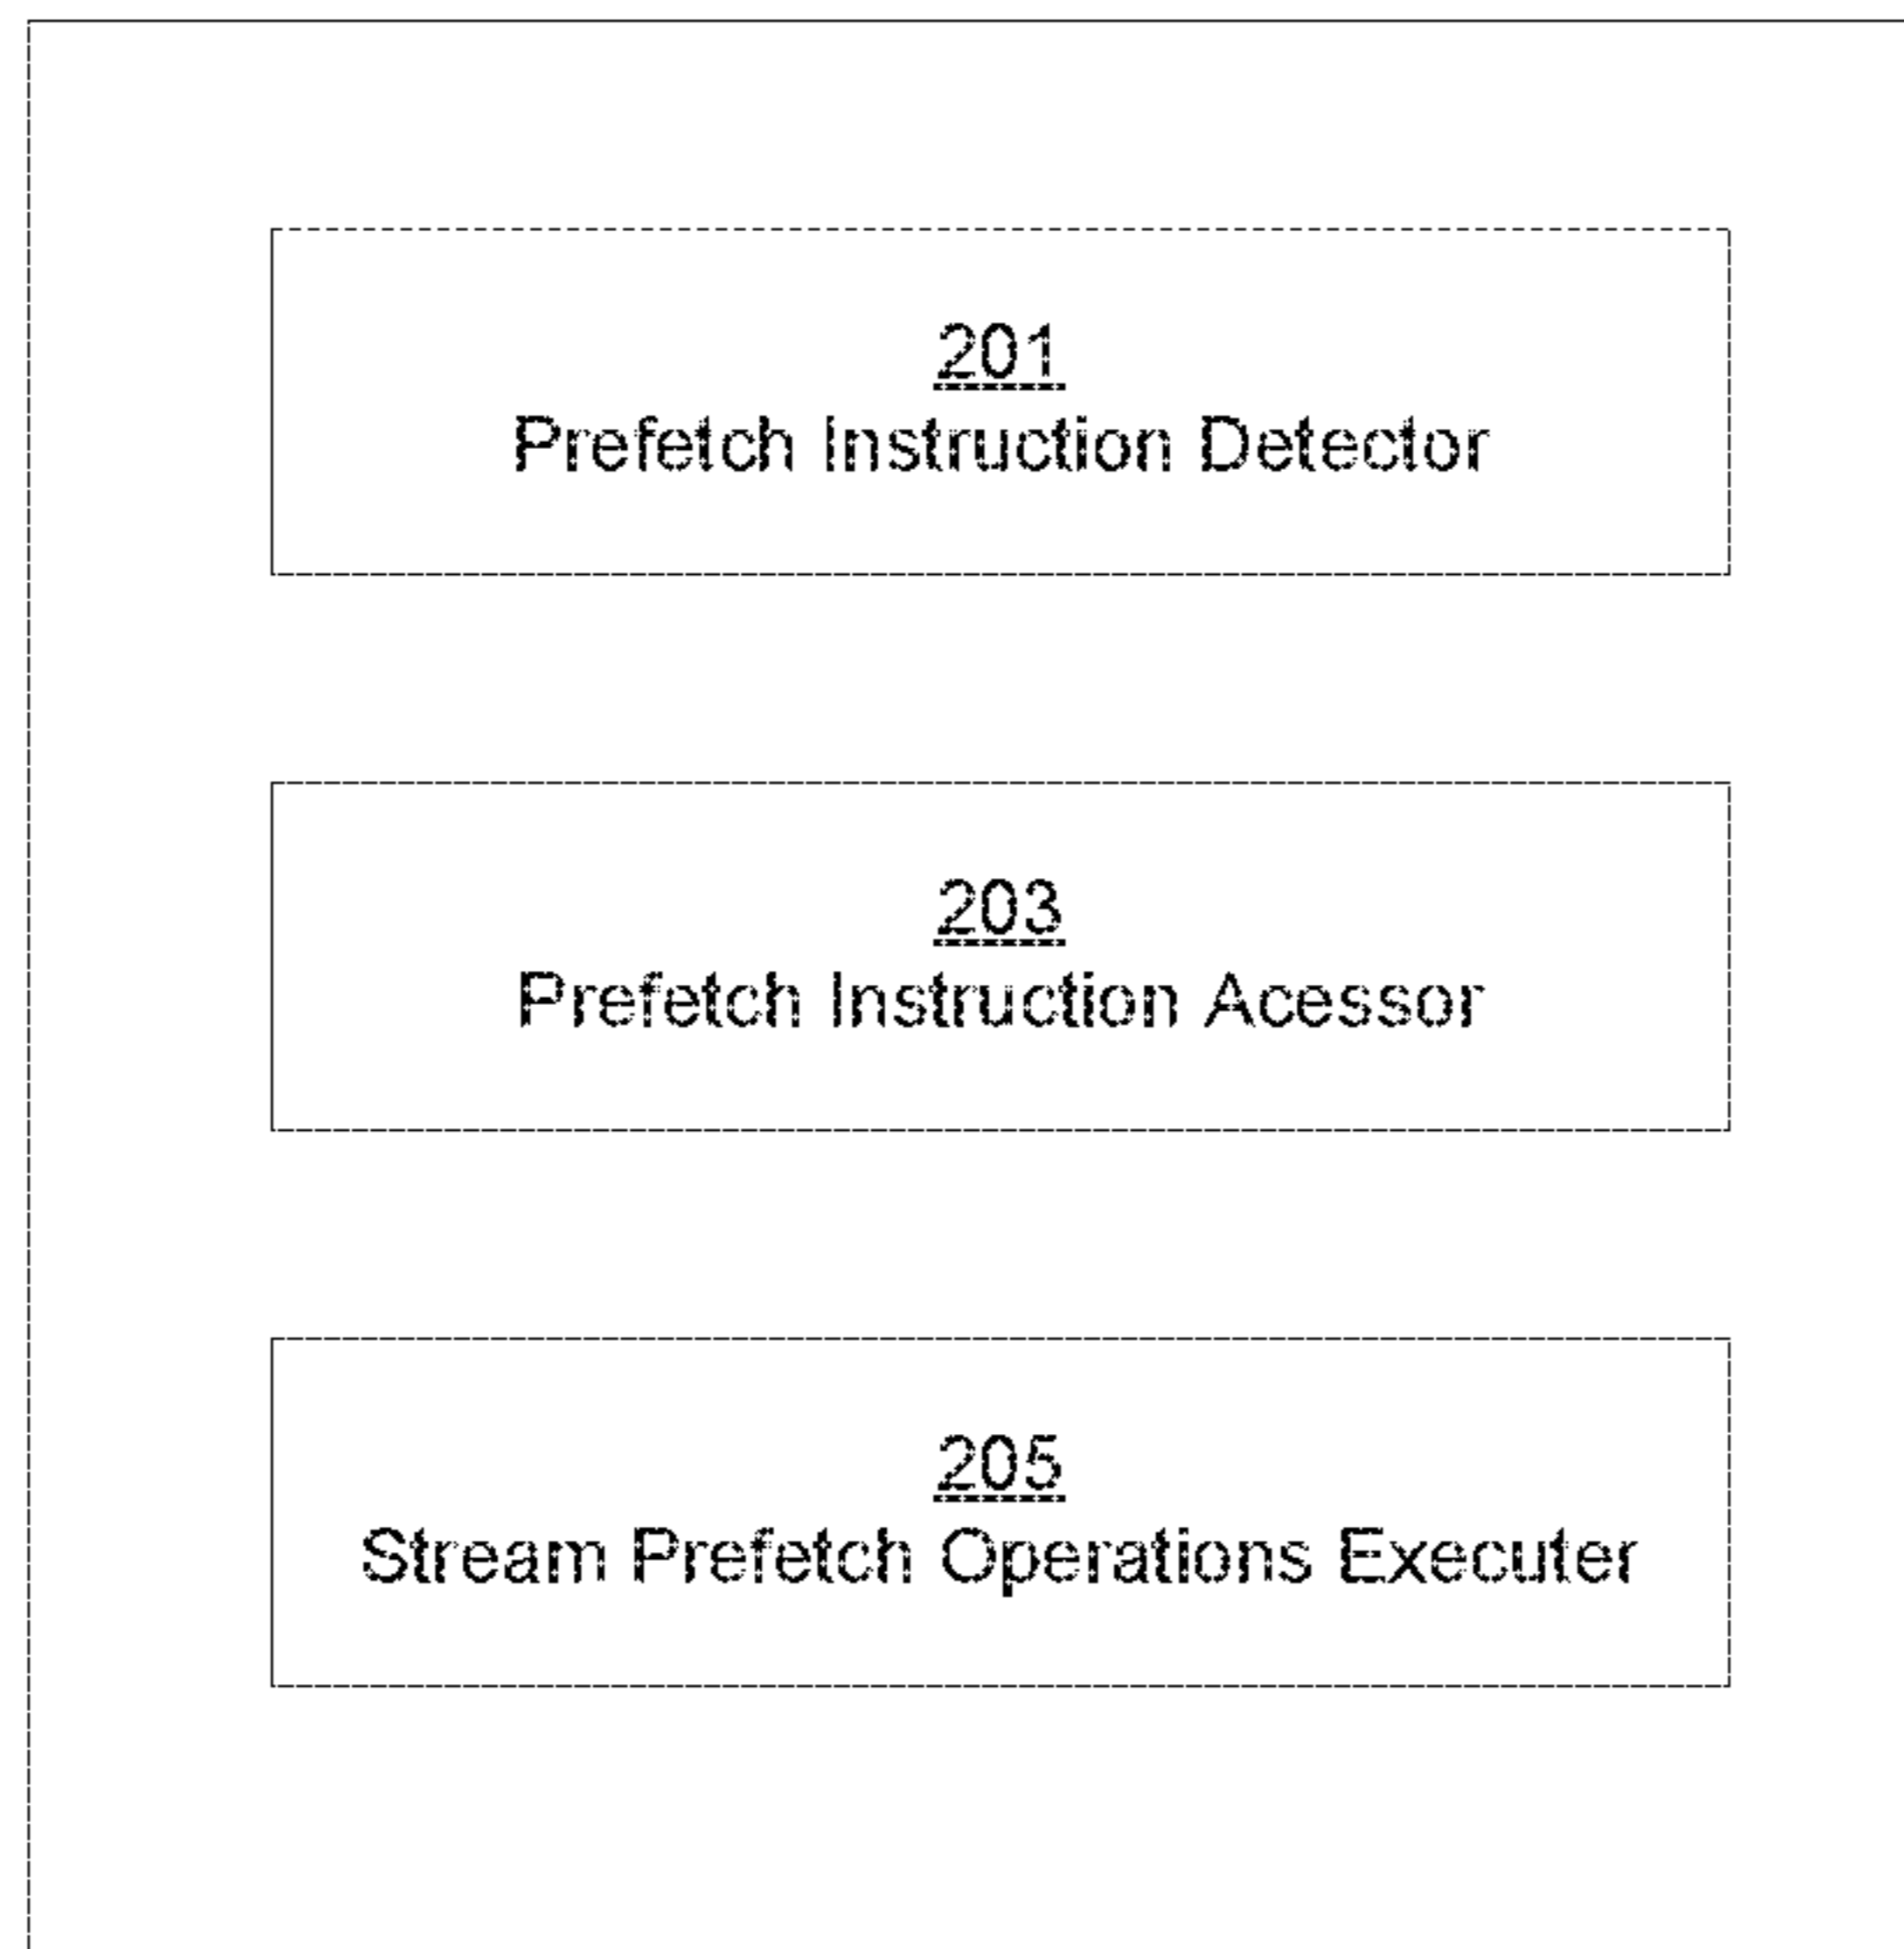 201
Prefetch Instruction Detector
203
Prefetch Instruction Acessor
205
Stream Prefetch Operations Executer